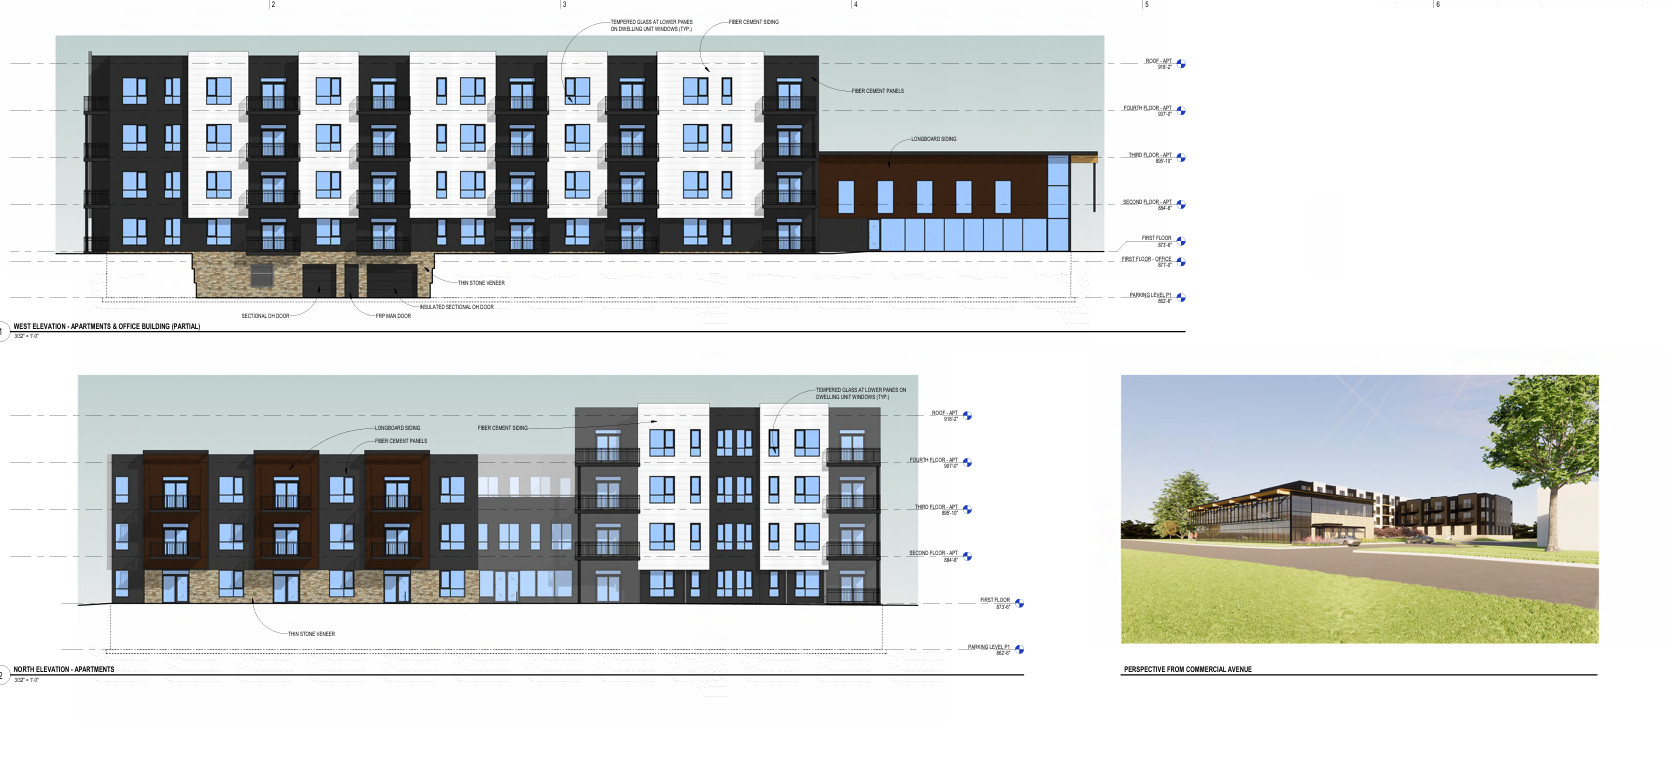 2
3
4
5
6
TEMPERED GLASS AT LOWER PANES
ON DWELLING UNIT WINDOWS (TYP.)
FIBER CEMENT SIDING
ROOF - APT
918'-2"
FIBER CEMENT PANELS
FOURTH FLOOR - APT
907'-0"
LONGBOARD SIDING
THIRD FLOOR - APT
895'-10"
SECOND FLOOR - APT
884'-8"
FIRST FLOOR
873'-6"
FIRST FLOOR - OFFICE
THIN STONE VENEER
PARKING LEVEL P1
862'-6"
INSULATED SECTIONAL OH DOOR
SECTIONAL OH DOOR
FRP MAN DOOR
1
WEST ELEVATION - APARTMENTS & OFFICE BUILDING (PARTIAL)
3/32" = 1'-0"
TEMPERED GLASS AT LOWER PANES ON
DWELLING UNIT WINDOWS (TYP.)
ROOF - APT
918'-2"
LONGBOARD SIDING
FIBER CEMENT SIDING
FIBER CEMENT PANELS
FOURTH FLOOR - APT
907'-0"
THIRD FLOOR - APT
895'-10"
SECOND FLOOR - APT
884'-8"
FIRST FLOOR
873'-6"
THIN STONE VENEER
PARKING LEVEL P1
862'-6"
2
NORTH ELEVATION - APARTMENTS
3/32" = 1'-0"
PERSPECTIVE FROM COMMERCIAL AVENUE